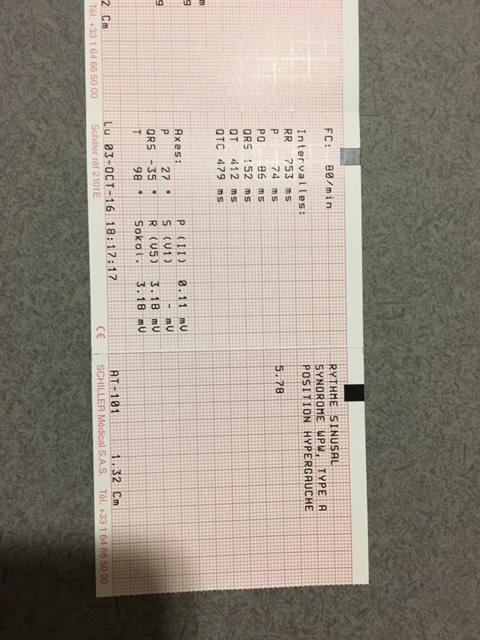 FC: 80/min
Intervalles:
RR 753 ms
P 74 ms
PQ 86 ms
QRS 152 ms
QT 412 ms
QTC 479 ms
Axes: P (II) 0.11 mV
P 27 ° S (V1) - mV
QRS -35 ° R (V5) 3.18 mV
T 98 ° Sokol. 3.18 mV
RYTHME SINUSAL
SYNDROME WPW, TYPE A
POSITION HYPERGAUCHE
5.78
2 Cm Lu 03-OCT-16 18:17:17 AT-101 1.32 Cm
Tél. +33 1 64 66 50 00 Schiller réf 2101E CE SCHILLER Médical S.A.S. Tél. +33 1 64 66 50 00